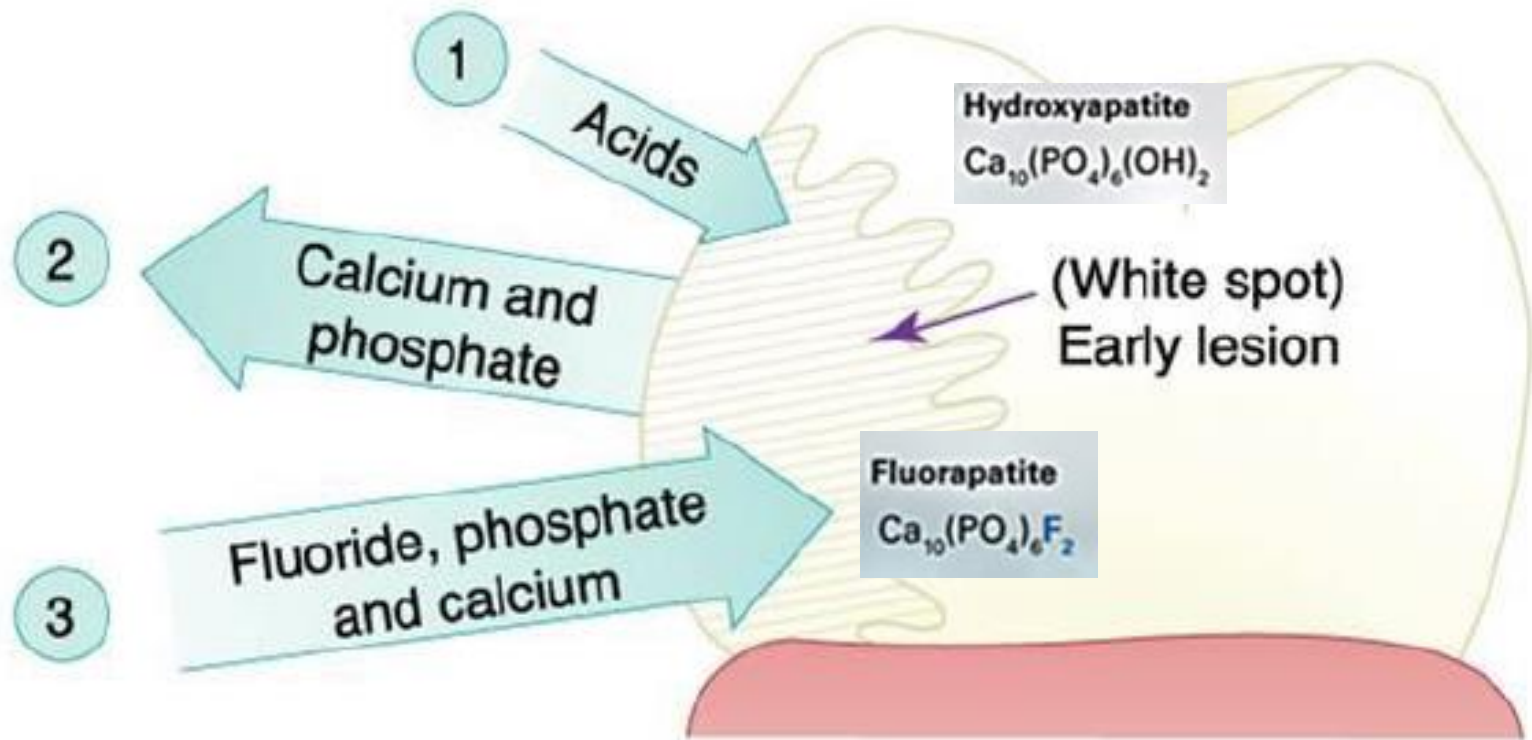 1
Acids
Hydroxyapatite
Ca₁₀(PO₄)₆(OH)₂
2
Calcium and
phosphate
(White spot)
Early lesion
3
Fluoride, phosphate
and calcium
Fluorapatite
Ca₁₀(PO₄)₆F₂